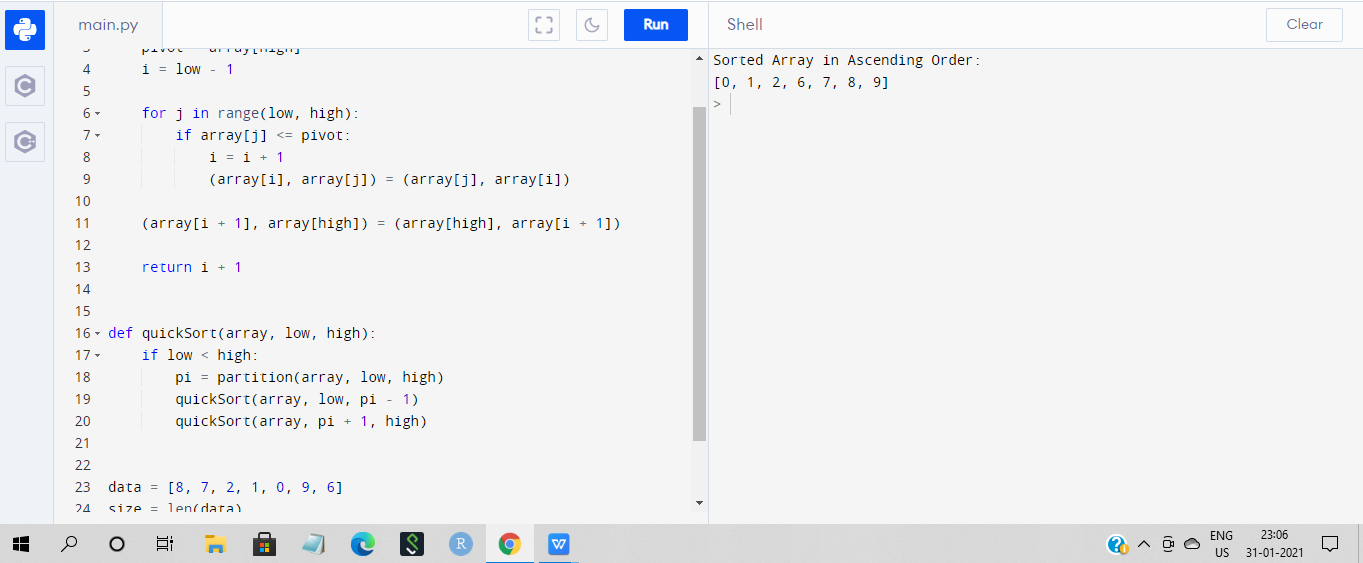 main.py
Run
Shell
Clear
3 pivot = array[high]
4 i = low - 1
5
6 for j in range(low, high):
7 if array[j] <= pivot:
8 i = i + 1
9 (array[i], array[j]) = (array[j], array[i])
10
11 (array[i + 1], array[high]) = (array[high], array[i + 1])
12
13 return i + 1
14
15
16 def quickSort(array, low, high):
17 if low < high:
18 pi = partition(array, low, high)
19 quickSort(array, low, pi - 1)
20 quickSort(array, pi + 1, high)
21
22
23 data = [8, 7, 2, 1, 0, 9, 6]
24 size = len(data)
Sorted Array in Ascending Order:
[0, 1, 2, 6, 7, 8, 9]
>
ENG
US
23:06
31-01-2021